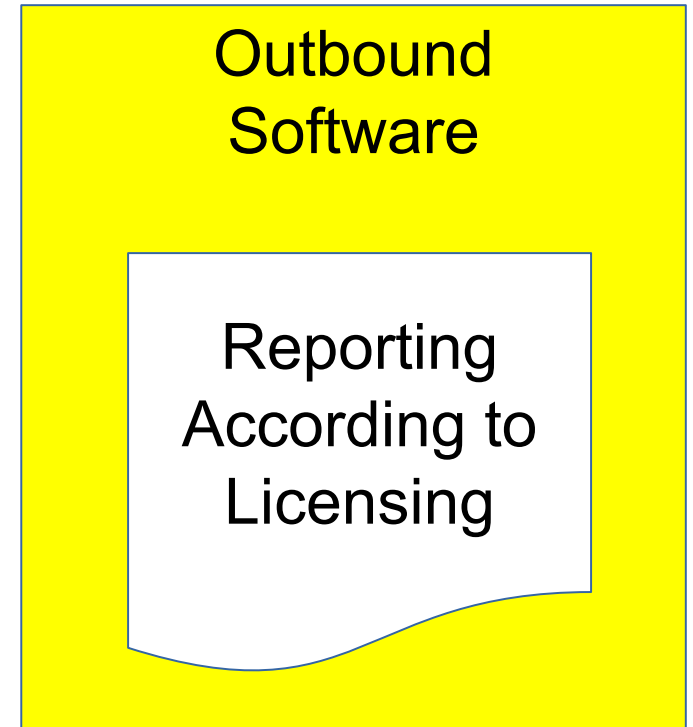 Outbound
Software
Reporting
According to
Licensing